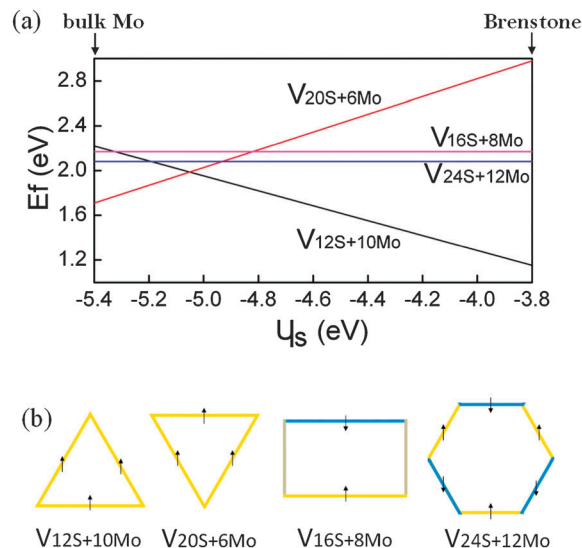 (a)
bulk Mo
Brenstone
Ef (eV)
2.8
2.4
2.0
1.6
1.2
V20S+6Mo
V16S+8Mo
V24S+12Mo
V12S+10Mo
-5.4 -5.2 -5.0 -4.8 -4.6 -4.4 -4.2 -4.0 -3.8
Ų_S (eV)
(b)
V12S+10Mo V20S+6Mo V16S+8Mo V24S+12Mo